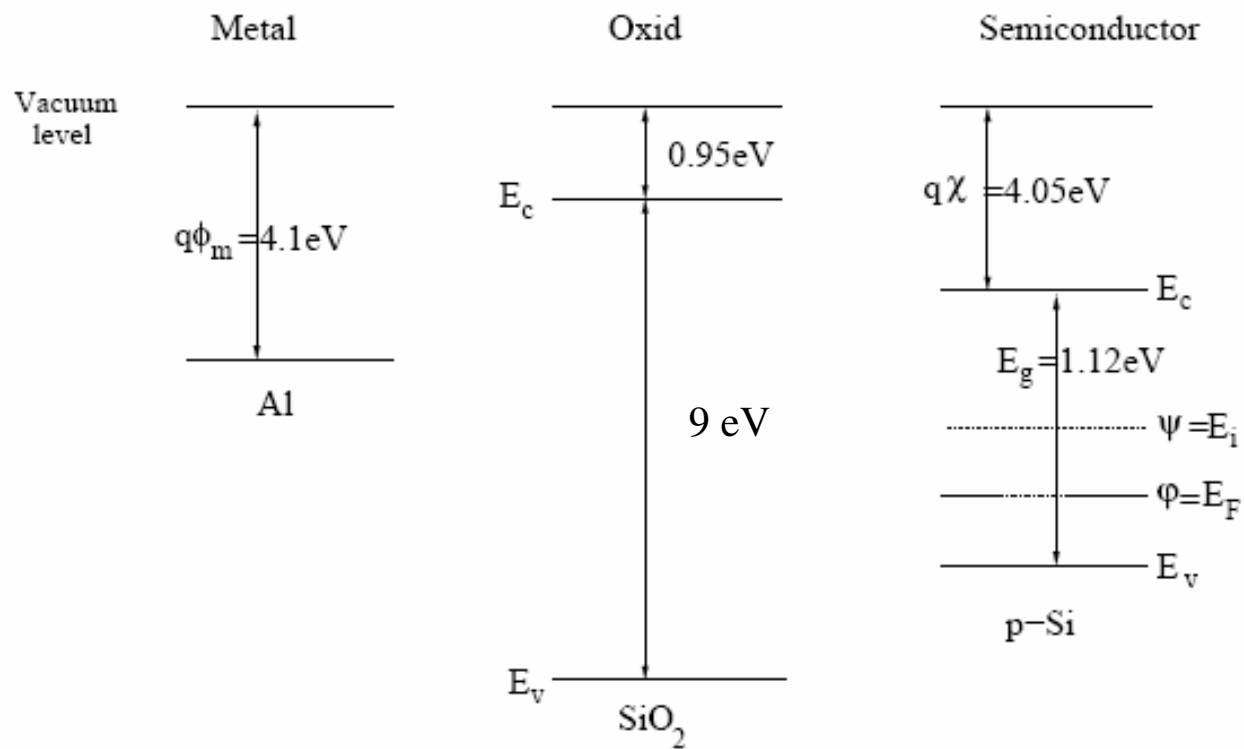 Metal
Oxid
Semiconductor
Vacuum
level
0.95eV
qχ=4.05eV
E_c
qϕ_m=4.1eV
E_c
E_g=1.12eV
Al
9 eV
ψ=E_i
φ=E_F
E_v
p-Si
E_v
SiO_2